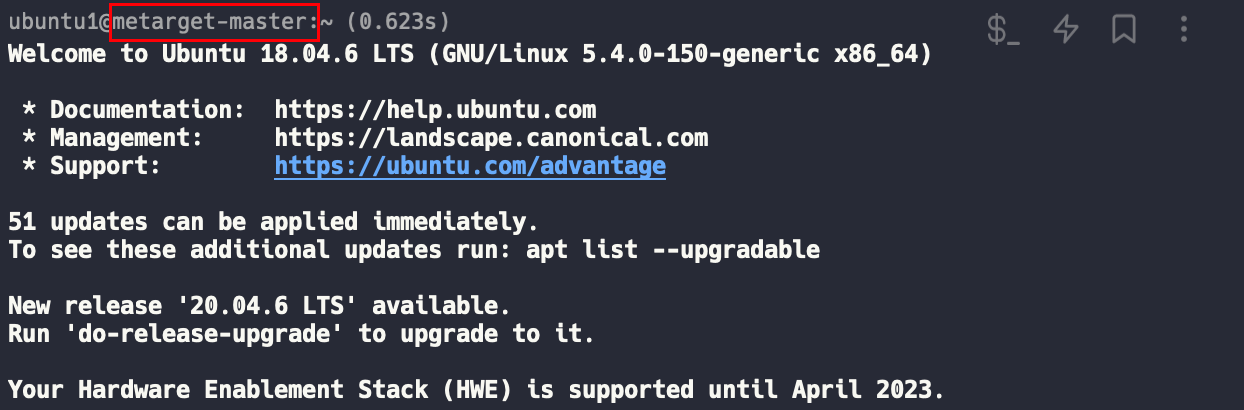 ubuntu1@metarget-master:~ (0.623s)
$_
Welcome to Ubuntu 18.04.6 LTS (GNU/Linux 5.4.0-150-generic x86_64)
* Documentation: https://help.ubuntu.com
* Management: https://landscape.canonical.com
* Support: https://ubuntu.com/advantage
51 updates can be applied immediately.
To see these additional updates run: apt list --upgradable
New release '20.04.6 LTS' available.
Run 'do-release-upgrade' to upgrade to it.
Your Hardware Enablement Stack (HWE) is supported until April 2023.